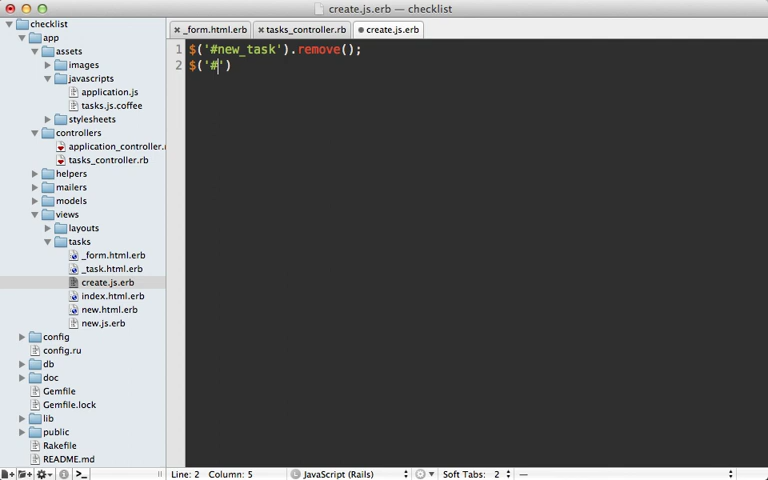 create.js.erb — checklist
checklist
app
assets
images
javascripts
application.js
tasks.js.coffee
stylesheets
controllers
application_controller.r
tasks_controller.rb
helpers
mailers
models
views
layouts
tasks
_form.html.erb
_task.html.erb
create.js.erb
index.html.erb
new.html.erb
new.js.erb
config
config.ru
db
doc
Gemfile
Gemfile.lock
lib
public
Rakefile
README.md
_form.html.erb tasks_controller.rb create.js.erb
1 $('#new_task').remove();
2 $('#')
Line: 2 Column: 5 JavaScript (Rails) Soft Tabs: 2 —